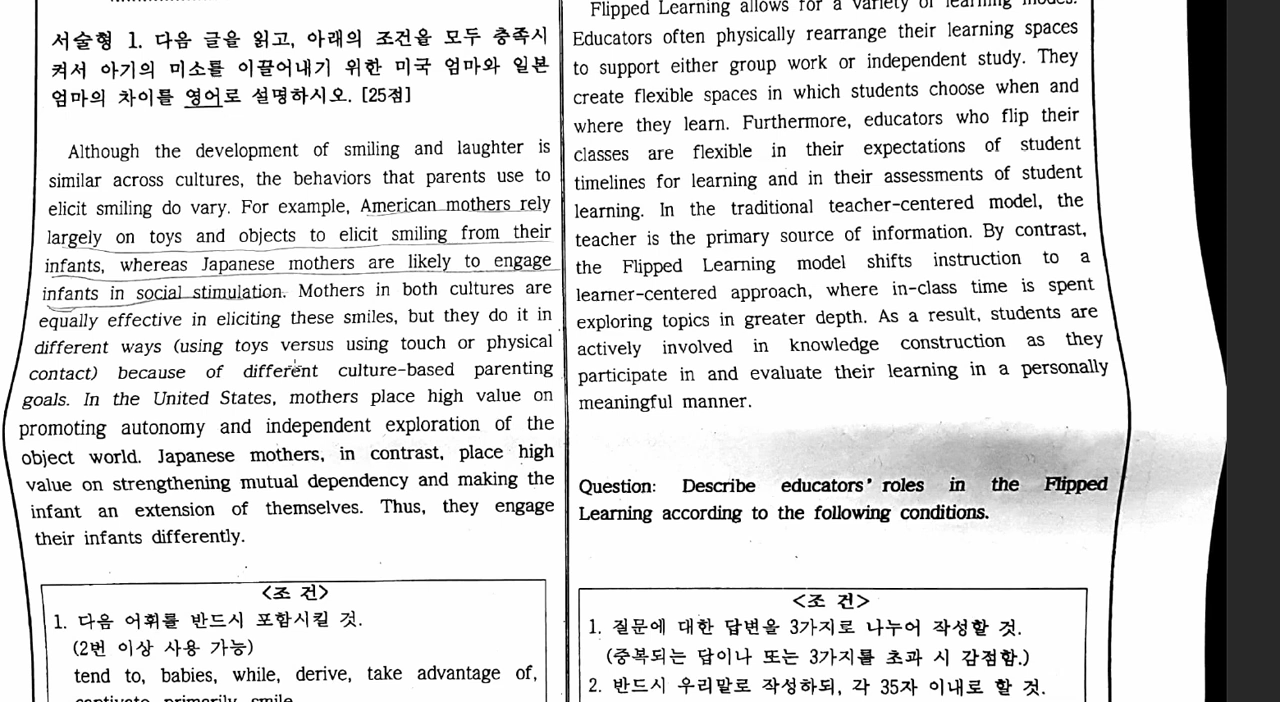 서술형 1. 다음 글을 읽고, 아래의 조건을 모두 충족시
켜서 아기의 미소를 이끌어내기 위한 미국 엄마와 일본
엄마의 차이를 영어로 설명하시오. [25점]
Although the development of smiling and laughter is
similar across cultures, the behaviors that parents use to
elicit smiling do vary. For example, American mothers rely
largely on toys and objects to elicit smiling from their
infants, whereas Japanese mothers are likely to engage
infants in social stimulation. Mothers in both cultures are
equally effective in eliciting these smiles, but they do it in
different ways (using toys versus using touch or physical
contact) because of different culture-based parenting
goals. In the United States, mothers place high value on
promoting autonomy and independent exploration of the
object world. Japanese mothers, in contrast, place high
value on strengthening mutual dependency and making the
infant an extension of themselves. Thus, they engage
their infants differently.
<조 건>
1. 다음 어휘를 반드시 포함시킬 것.
(2번 이상 사용 가능)
tend to, babies, while, derive, take advantage of,
captivate, primarily, smile
Flipped Learning allows for a variety of learning modes.
Educators often physically rearrange their learning spaces
to support either group work or independent study. They
create flexible spaces in which students choose when and
where they learn. Furthermore, educators who flip their
classes are flexible in their expectations of student
timelines for learning and in their assessments of student
learning. In the traditional teacher-centered model, the
teacher is the primary source of information. By contrast,
the Flipped Learning model shifts instruction to a
learner-centered approach, where in-class time is spent
exploring topics in greater depth. As a result, students are
actively involved in knowledge construction as they
participate in and evaluate their learning in a personally
meaningful manner.
Question: Describe educators' roles in the Flipped
Learning according to the following conditions.
<조 건>
1. 질문에 대한 답변을 3가지로 나누어 작성할 것.
(중복되는 답이나 또는 3가지를 초과 시 감점함.)
2. 반드시 우리말로 작성하되, 각 35자 이내로 할 것.